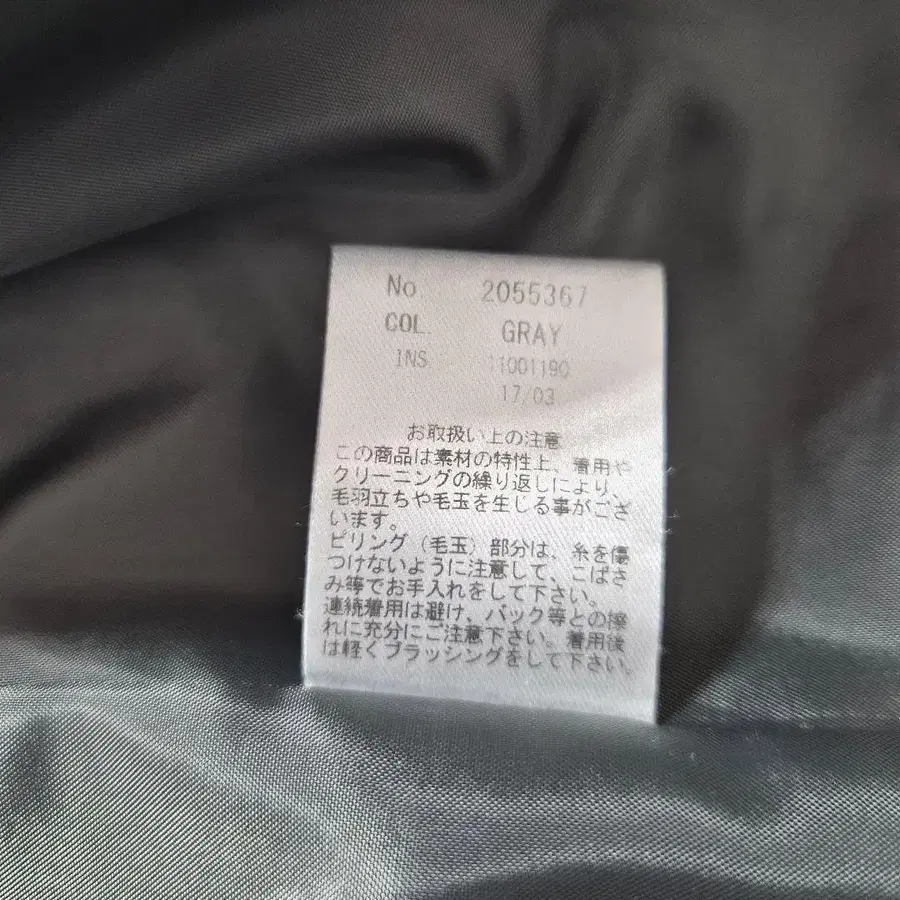 No. 2055367
COL. GRAY
INS 11001190
17/03
お取扱い上の注意
この商品は素材の特性上、着用や
クリーニングの繰り返しにより、
毛羽立ちや毛玉を生じる事がござ
います。
ピリング（毛玉）部分は、糸を傷
つけないように注意して、こばさ
み等でお手入れをして下さい。
連続着用は避け、バック等との擦
れに充分にご注意下さい。着用後
は軽くブラッシングをして下さい。